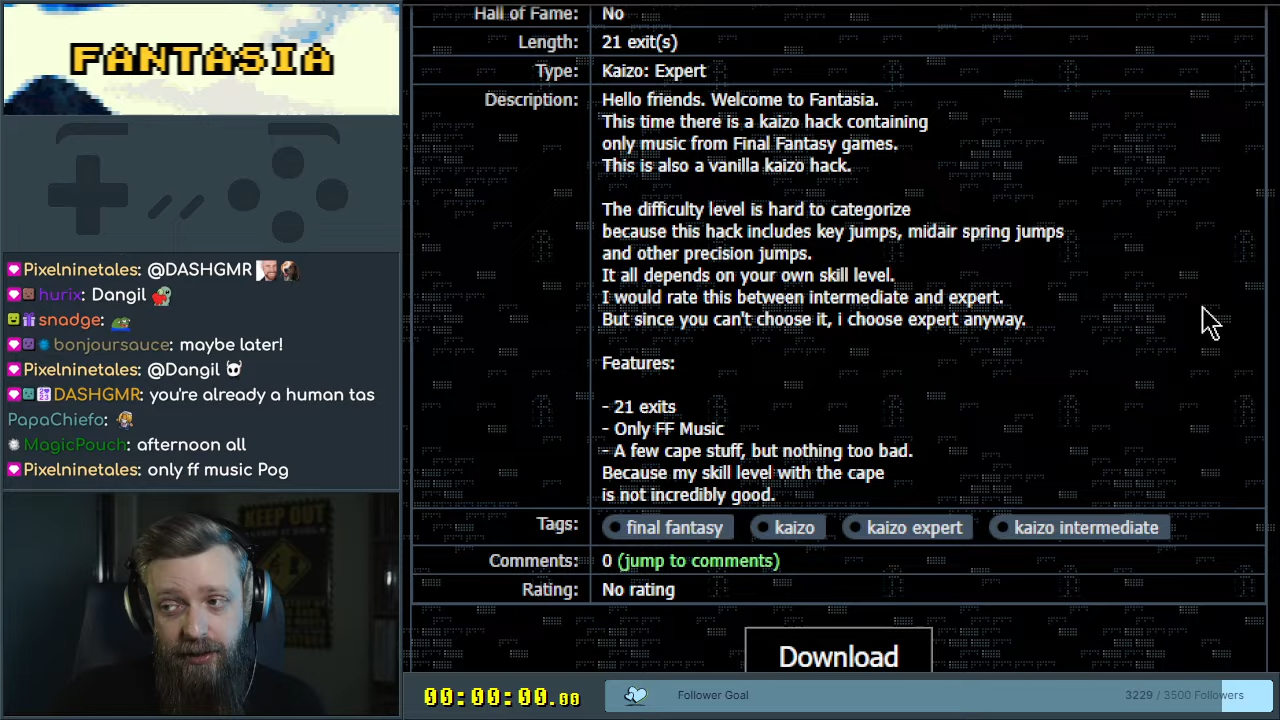 FANTASIA
Pixelninetales: @DASHGMR
hurix: Dangil
snadge:
bonjoursauce: maybe later!
Pixelninetales: @Dangil
DASHGMR: you're already a human tas
PapaChiefo:
MagicPouch: afternoon all
Pixelninetales: only ff music Pog
Hall of Fame: No
Length: 21 exit(s)
Type: Kaizo: Expert
Description: Hello friends. Welcome to Fantasia.
This time there is a kaizo hack containing
only music from Final Fantasy games.
This is also a vanilla kaizo hack.
The difficulty level is hard to categorize
because this hack includes key jumps, midair spring jumps
and other precision jumps.
It all depends on your own skill level.
I would rate this between intermediate and expert.
But since you can't choose it, i choose expert anyway.
Features:
- 21 exits
- Only FF Music
- A few cape stuff, but nothing too bad.
Because my skill level with the cape
is not incredibly good.
Tags: final fantasy kaizo kaizo expert kaizo intermediate
Comments: 0 (jump to comments)
Rating: No rating
Download
00:00:00.00
Follower Goal 3229 / 3500 Followers